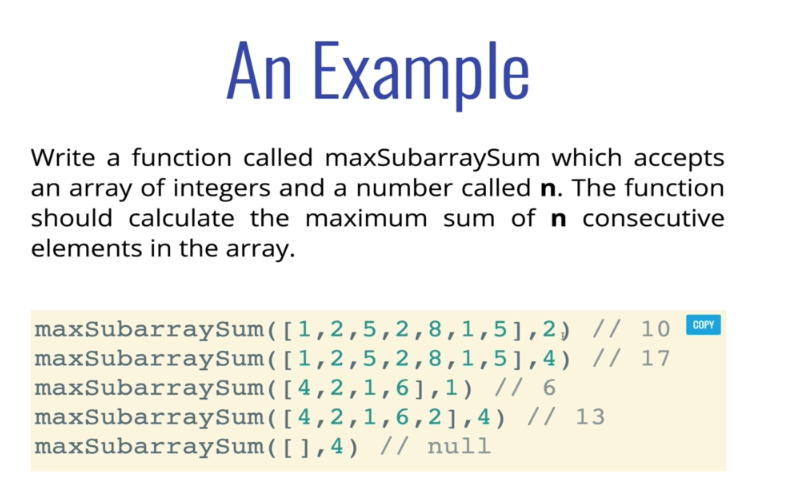 An Example
Write a function called maxSubarraySum which accepts
an array of integers and a number called n. The function
should calculate the maximum sum of n consecutive
elements in the array.
maxSubarraySum([1,2,5,2,8,1,5],2) // 10 COPY
maxSubarraySum([1,2,5,2,8,1,5],4) // 17
maxSubarraySum([4,2,1,6],1) // 6
maxSubarraySum([4,2,1,6,2],4) // 13
maxSubarraySum([],4) // null